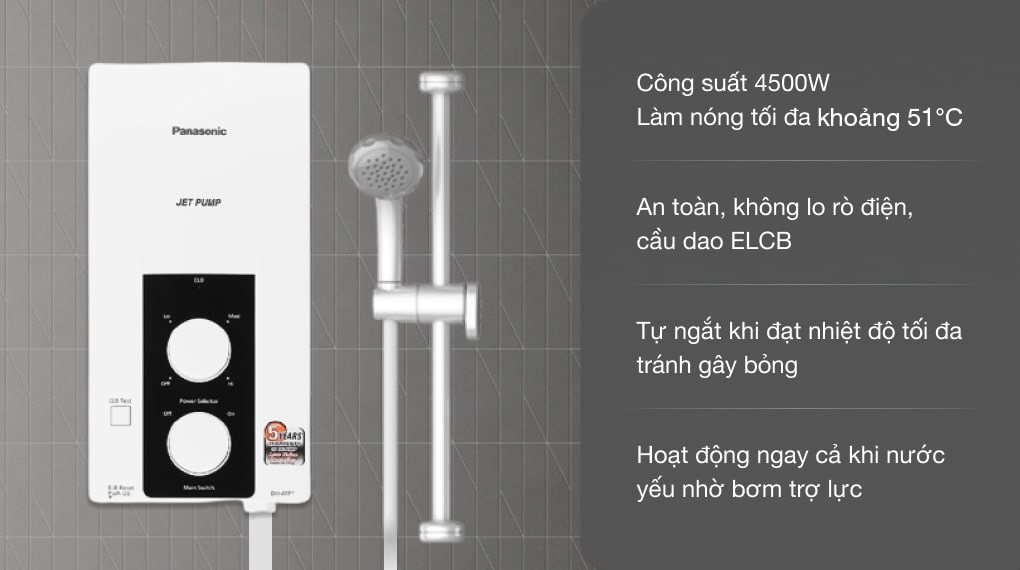 Panasonic
JET PUMP
ELB
Lo
Med
Off
Hi
Power Selector
Off
On
Main Switch
ELB Test
ELB Reset
Push Up
5 YEARS
DH-4RP1
Công suất 4500W
Làm nóng tối đa khoảng 51°C
An toàn, không lo rò điện,
cầu dao ELCB
Tự ngắt khi đạt nhiệt độ tối đa
tránh gây bỏng
Hoạt động ngay cả khi nước
yếu nhờ bơm trợ lực